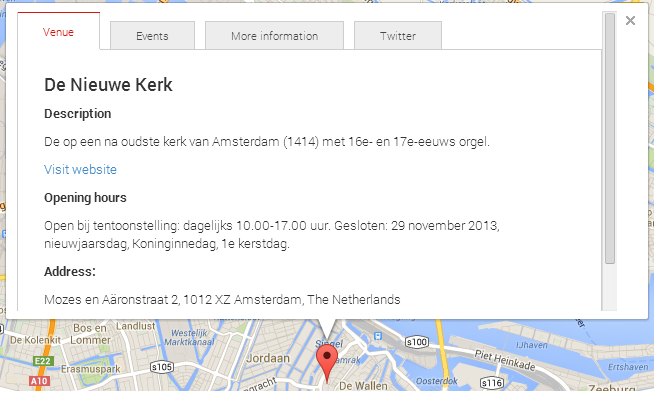 Venue
Events
More information
Twitter
De Nieuwe Kerk
Description
De op een na oudste kerk van Amsterdam (1414) met 16e- en 17e-eeuws orgel.
Visit website
Opening hours
Open bij tentoonstelling: dagelijks 10.00-17.00 uur. Gesloten: 29 november 2013,
nieuwjaarsdag, Koninginnedag, 1e kerstdag.
Address:
Mozes en Aäronstraat 2, 1012 XZ Amsterdam, The Netherlands
De Kolenkit
Bos en
Lommer
Landlust
Westelijk
Marktkanaal
Singel
s100
IJhaven
E22
Erasmuspark
s105
Jordaan
Piet Heinkade
Ertshaven
A10
De Wallen
Oosterdok
s116
Zeeburg